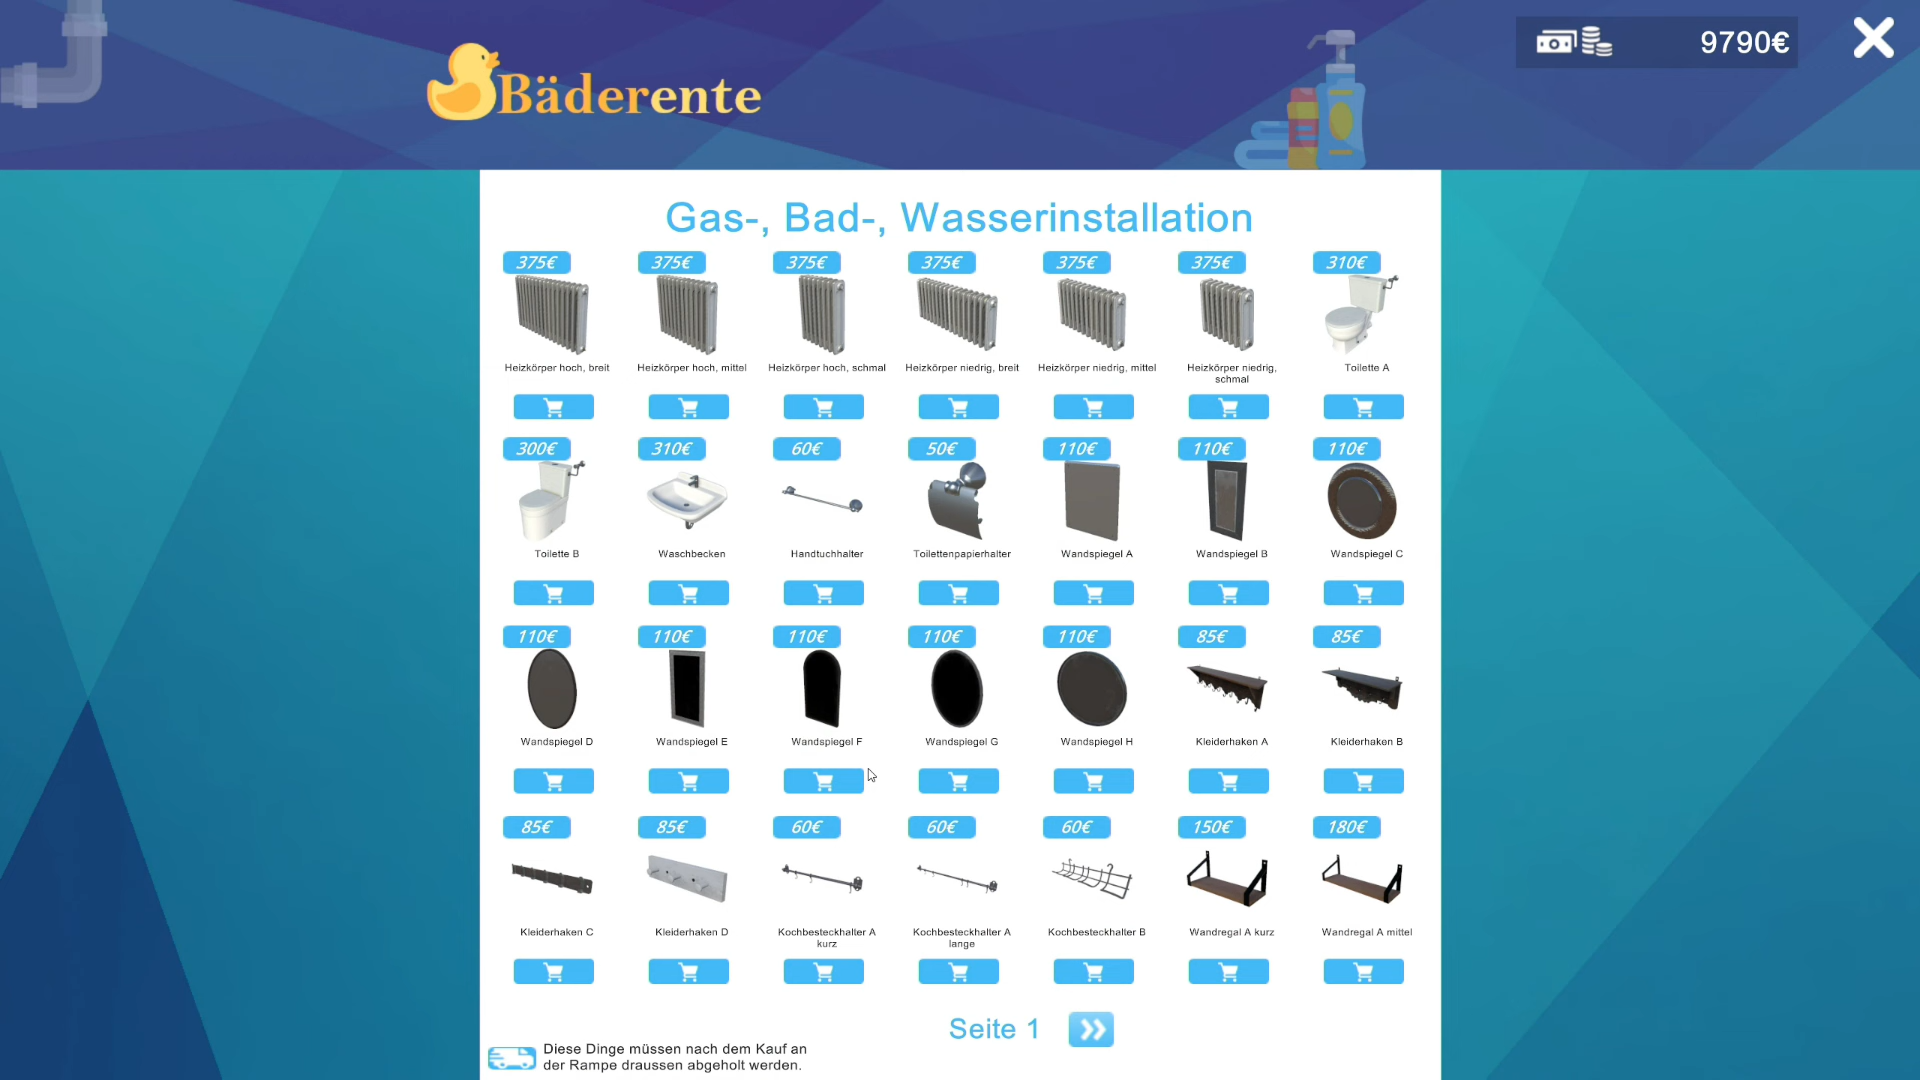 9790€
Bäderente
Gas-, Bad-, Wasserinstallation
375€ 375€ 375€ 375€ 375€ 375€ 310€
Heizkörper hoch, breit Heizkörper hoch, mittel Heizkörper hoch, schmal Heizkörper niedrig, breit Heizkörper niedrig, mittel Heizkörper niedrig, Toilette A
schmal
300€ 310€ 60€ 50€ 110€ 110€ 110€
Toilette B Waschbecken Handtuchhalter Toilettenpapierhalter Wandspiegel A Wandspiegel B Wandspiegel C
110€ 110€ 110€ 110€ 110€ 85€ 85€
Wandspiegel D Wandspiegel E Wandspiegel F Wandspiegel G Wandspiegel H Kleiderhaken A Kleiderhaken B
85€ 85€ 60€ 60€ 60€ 150€ 180€
Kleiderhaken C Kleiderhaken D Kochbesteckhalter A Kochbesteckhalter A Kochbesteckhalter B Wandregal A kurz Wandregal A mittel
kurz lange
Seite 1
Diese Dinge müssen nach dem Kauf an
der Rampe draussen abgeholt werden.